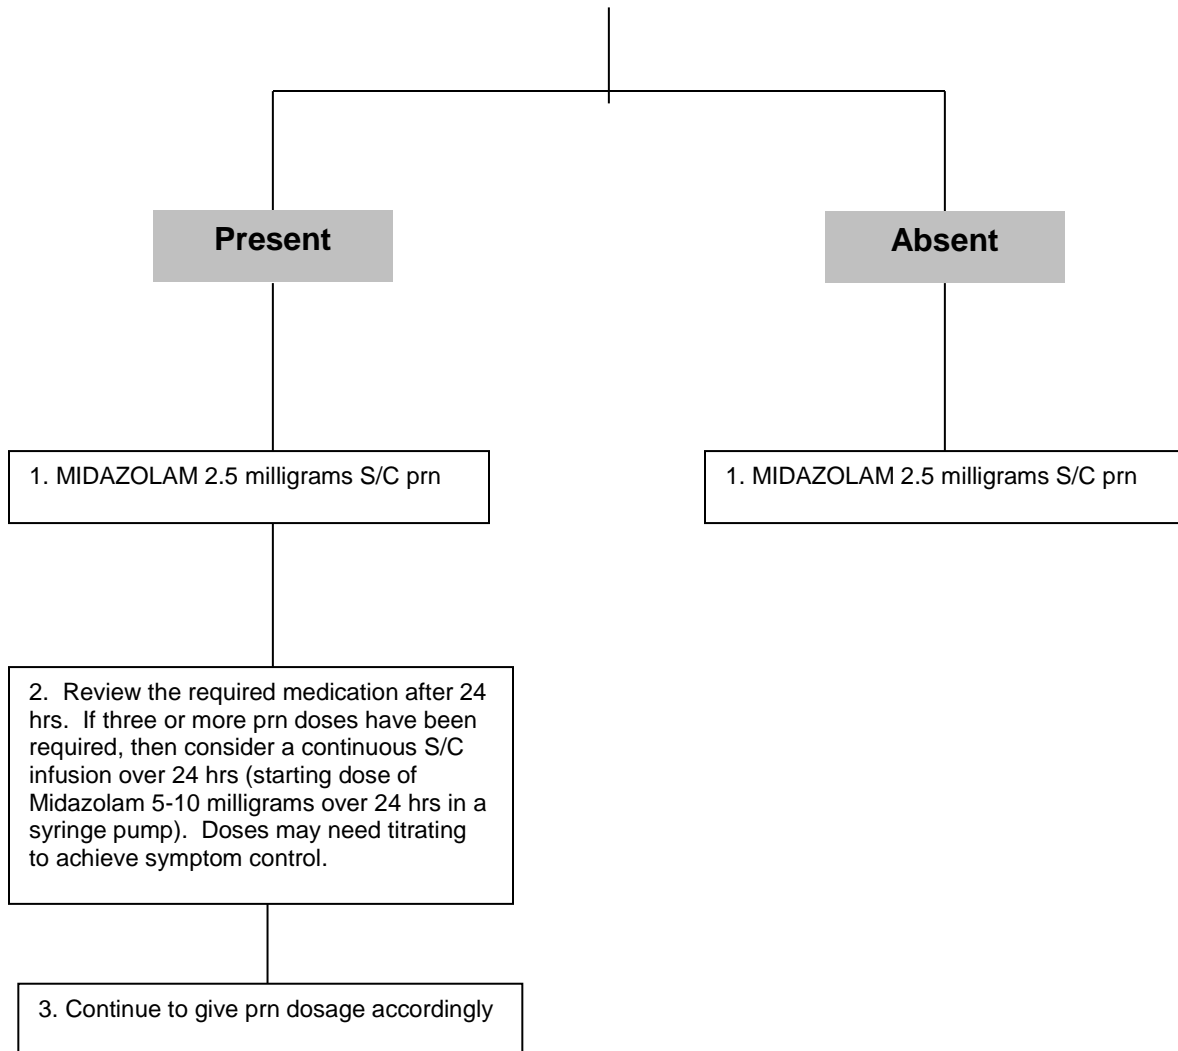 Present
Absent
1. MIDAZOLAM 2.5 milligrams S/C prn
1. MIDAZOLAM 2.5 milligrams S/C prn
2.  Review the required medication after 24
hrs.  If three or more prn doses have been
required, then consider a continuous S/C
infusion over 24 hrs (starting dose of
Midazolam 5-10 milligrams over 24 hrs in a
syringe pump).  Doses may need titrating
to achieve symptom control.
3. Continue to give prn dosage accordingly